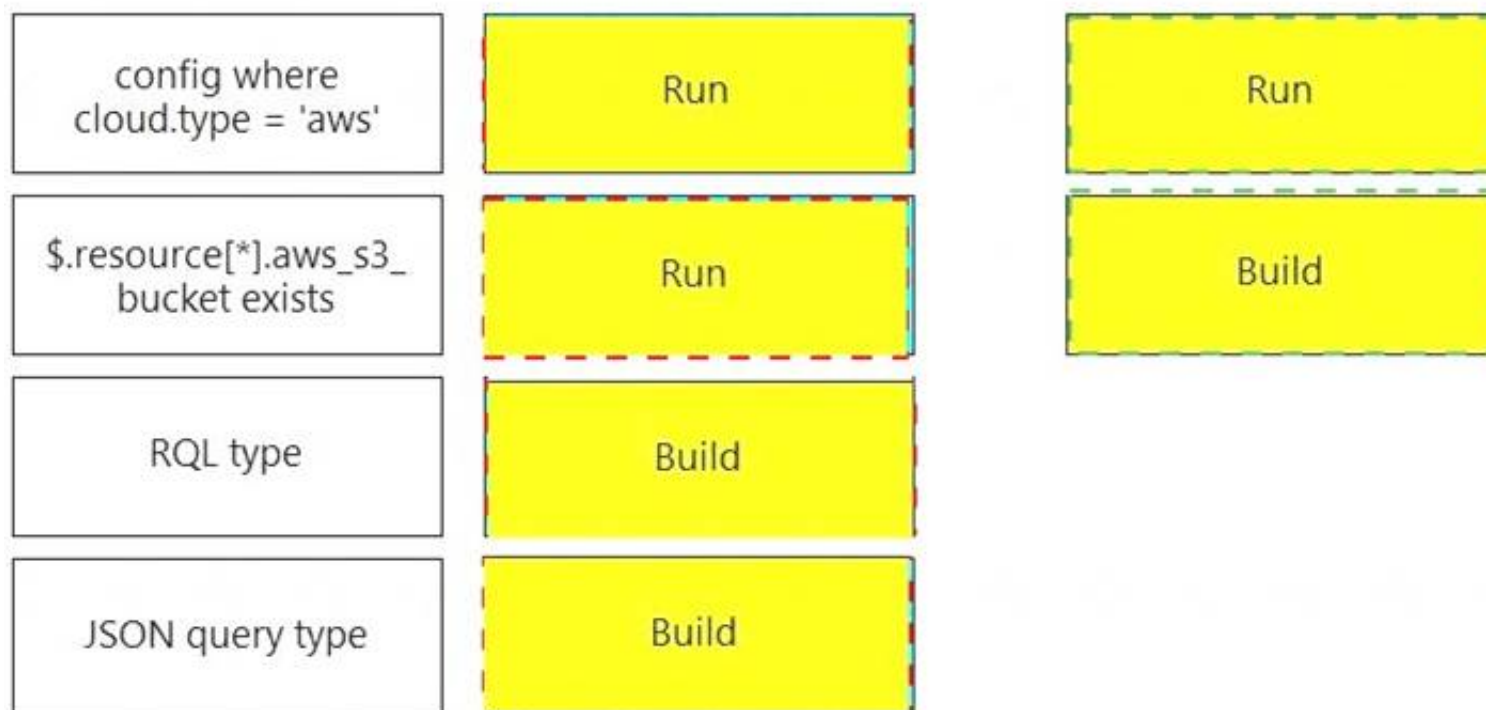 config where
cloud.type = 'aws'
Run
Run
$.resource[*].aws_s3_
bucket exists
Run
Build
RQL type
Build
JSON query type
Build